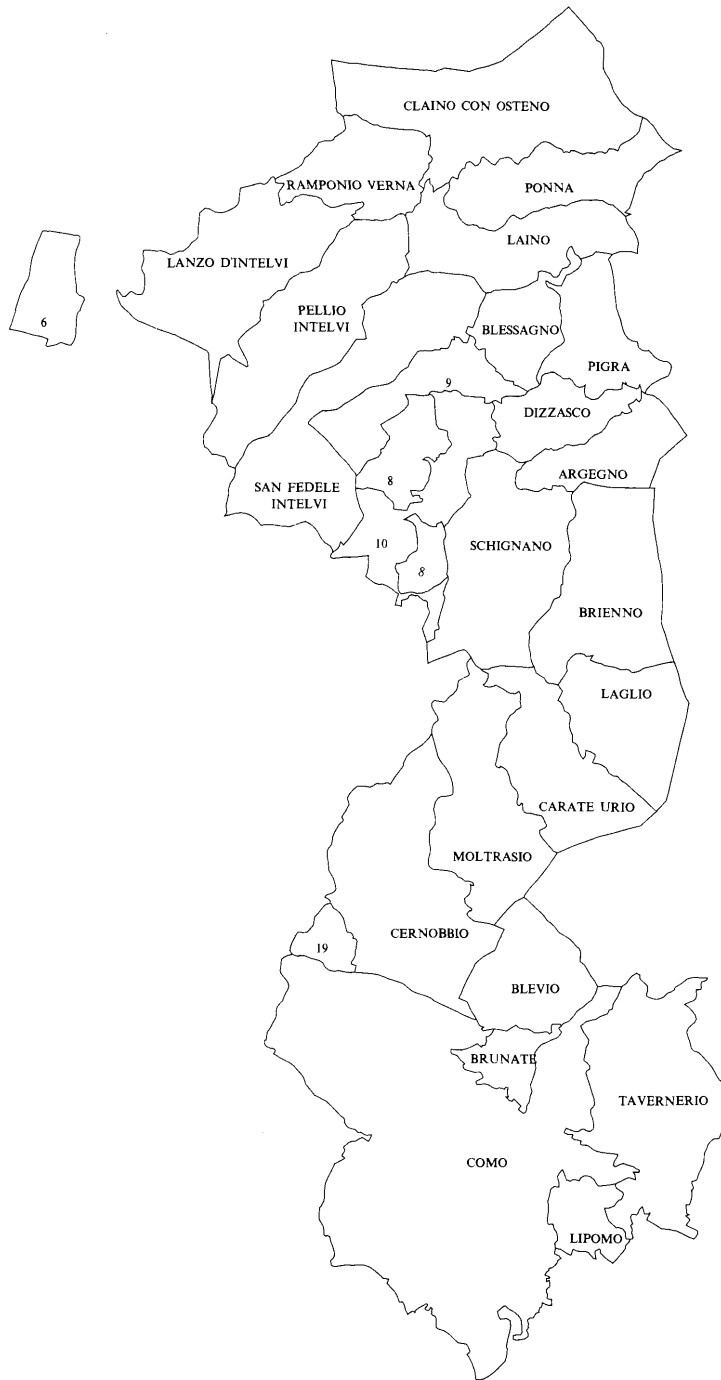 CLAINO CON OSTENO
RAMPONIO VERNA
PONNA
LAINO
LANZO D'INTELVI
PELLIO
INTELVI
6
BLESSAGNO
PIGRA
9
DIZZASCO
ARGEGNO
8
SAN FEDELE
INTELVI
10
SCHIGNANO
8
BRIENNO
LAGLIO
CARATE URIO
MOLTRASIO
CERNOBBIO
19
BLEVIO
BRUNATE
TAVERNERIO
COMO
LIPOMO